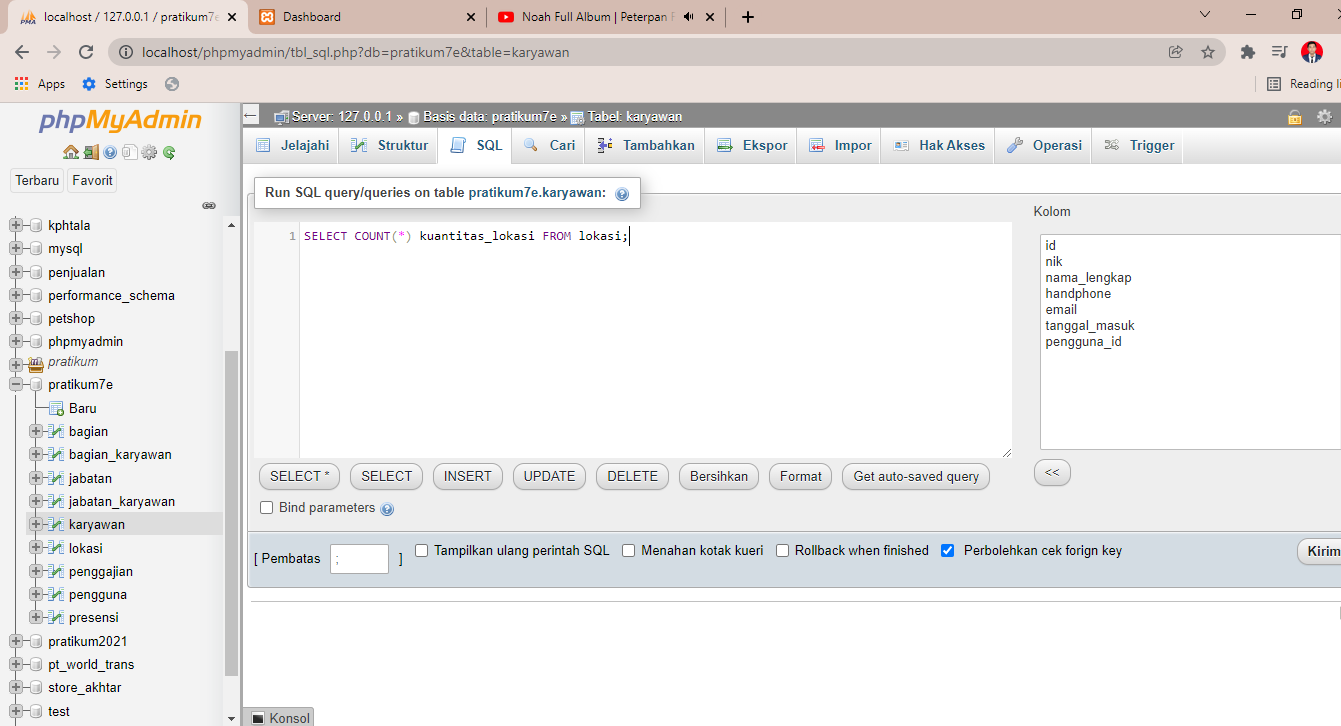 localhost / 127.0.0.1 / pratikum7e
Dashboard
Noah Full Album | Peterpan F
localhost/phpmyadmin/tbl_sql.php?db=pratikum7e&table=karyawan
Apps
Settings
Reading li
phpMyAdmin
Terbaru
Favorit
kphtala
mysql
penjualan
performance_schema
petshop
phpmyadmin
pratikum
pratikum7e
Baru
bagian
bagian_karyawan
jabatan
jabatan_karyawan
karyawan
lokasi
penggajian
pengguna
presensi
pratikum2021
pt_world_trans
store_akhtar
test
Server: 127.0.0.1 » Basis data: pratikum7e » Tabel: karyawan
Jelajahi
Struktur
SQL
Cari
Tambahkan
Ekspor
Impor
Hak Akses
Operasi
Trigger
Run SQL query/queries on table pratikum7e.karyawan:
1 SELECT COUNT(*) kuantitas_lokasi FROM lokasi;
Kolom
id
nik
nama_lengkap
handphone
email
tanggal_masuk
pengguna_id
<<
SELECT *
SELECT
INSERT
UPDATE
DELETE
Bersihkan
Format
Get auto-saved query
Bind parameters
[ Pembatas ; ]
Tampilkan ulang perintah SQL
Menahan kotak kueri
Rollback when finished
Perbolehkan cek forign key
Kirim
Konsol